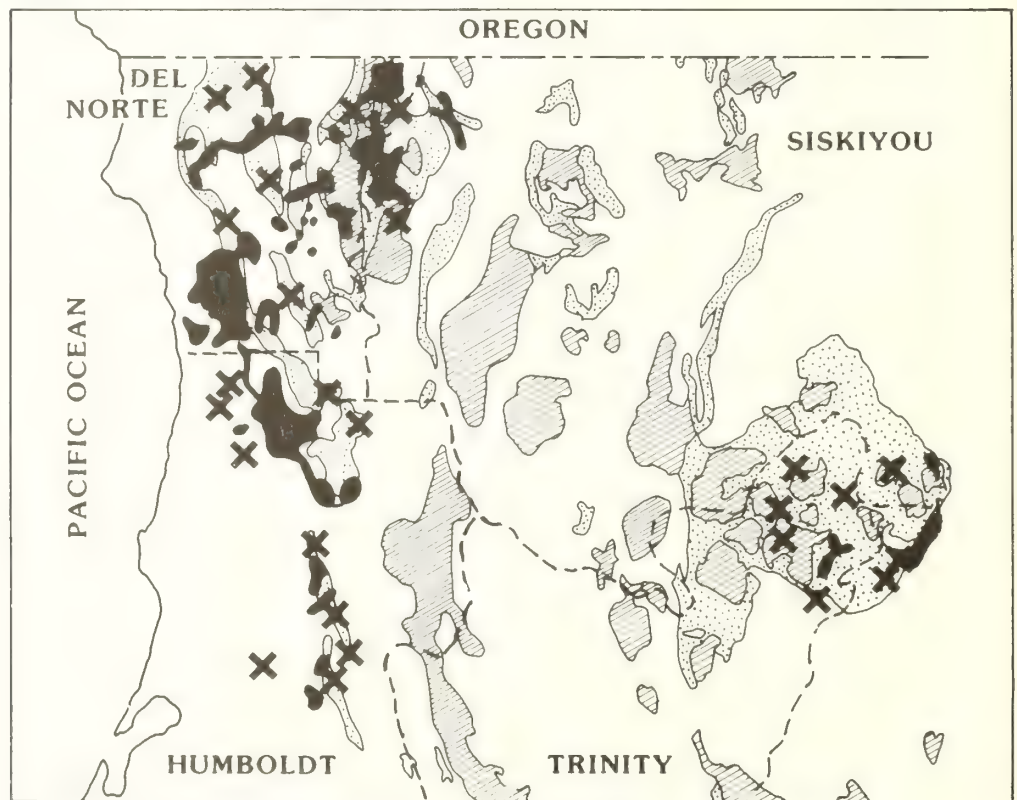 OREGON
DEL
NORTE
SISKIYOU
PACIFIC OCEAN
HUMBOLDT
TRINITY